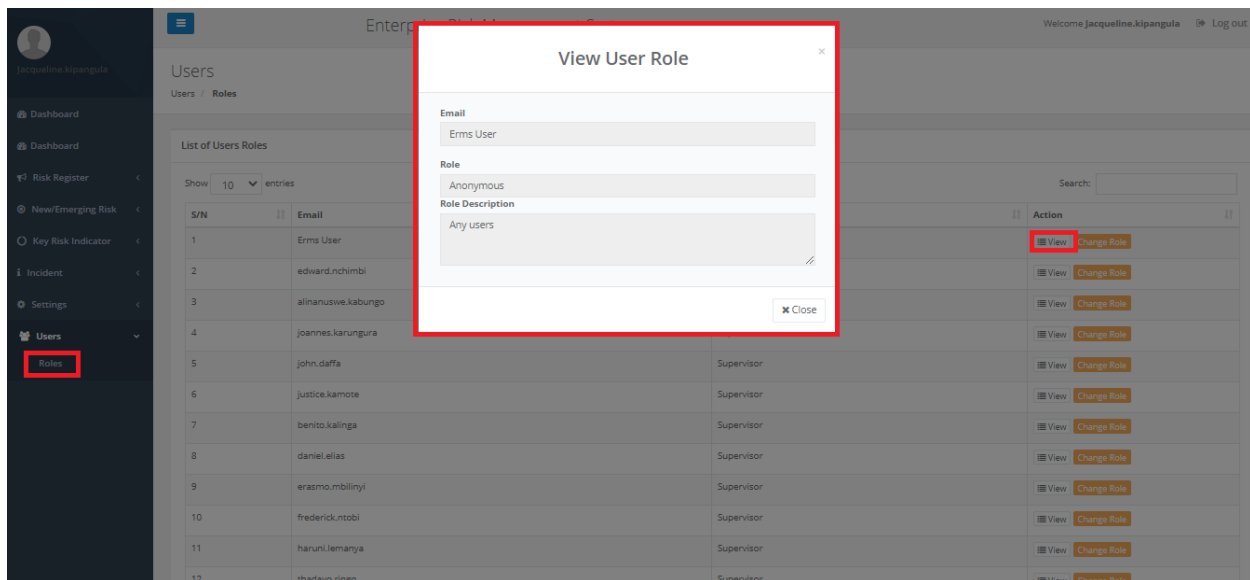 Enterp
Welcome Jacqueline.kipangula Log out
Jacqueline.kipangula
Users
Users / Roles
Dashboard
Dashboard
Risk Register
New/Emerging Risk
Key Risk Indicator
Incident
Settings
Users
Roles
View User Role
×
Email
Erms User
Role
Anonymous
Role Description
Any users
Close
List of Users Roles
Show 10 entries
Search:
S/N Email Action
1 Erms User View Change Role
2 edward.nchimbi View Change Role
3 alinanuswe.kabungo View Change Role
4 joannes.karungura View Change Role
5 john.daffa Supervisor View Change Role
6 justice.kamote Supervisor View Change Role
7 benito.kalinga Supervisor View Change Role
8 daniel.elias Supervisor View Change Role
9 erasmo.mbilinyi Supervisor View Change Role
10 frederick.ntobi Supervisor View Change Role
11 haruni.lemanya Supervisor View Change Role
12 Supervisor View Change Role